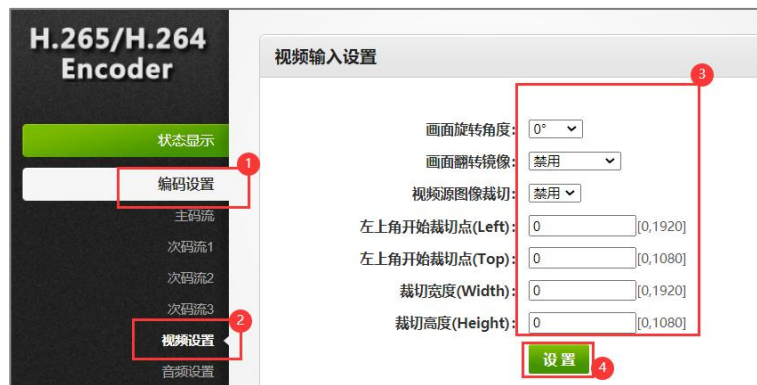 H.265/H.264
Encoder
状态显示
1
编码设置
主码流
次码流1
次码流2
次码流3
2
视频设置
音频设置
视频输入设置
3
画面旋转角度: 0°
画面翻转镜像: 禁用
视频源图像裁切: 禁用
左上角开始裁切点(Left): 0 [0,1920]
左上角开始裁切点(Top): 0 [0,1080]
裁切宽度(Width): 0 [0,1920]
裁切高度(Height): 0 [0,1080]
设 置
4